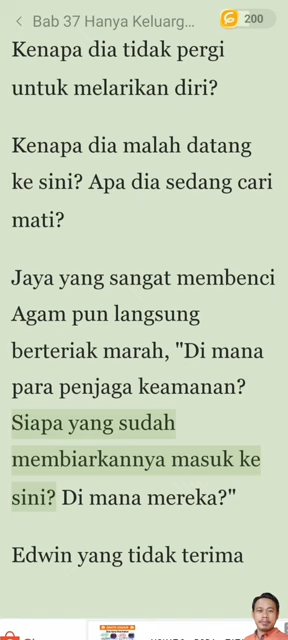 Bab 37 Hanya Keluarg...
200
Kenapa dia tidak pergi
untuk melarikan diri?
Kenapa dia malah datang
ke sini? Apa dia sedang cari
mati?
Jaya yang sangat membenci
Agam pun langsung
berteriak marah, "Di mana
para penjaga keamanan?
Siapa yang sudah
membiarkannya masuk ke
sini? Di mana mereka?"
Edwin yang tidak terima